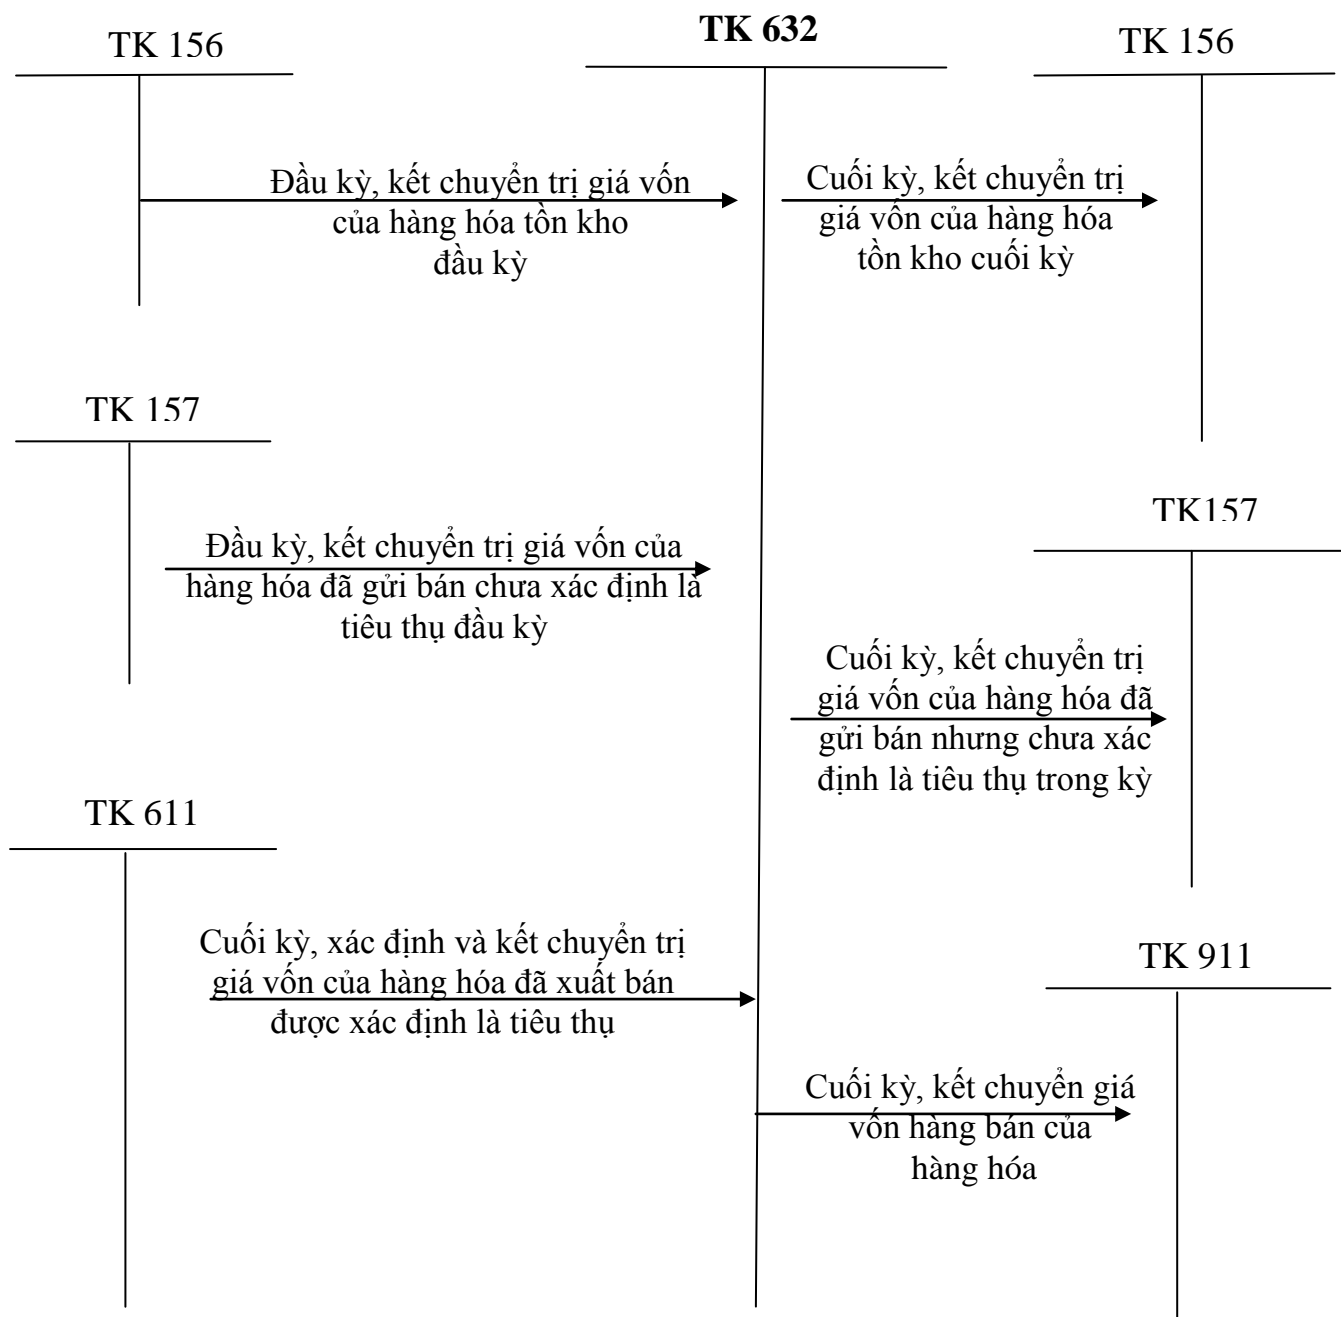 TK 156
TK 632
TK 156
Đầu kỳ, kết chuyển trị giá vốn
của hàng hóa tồn kho
đầu kỳ
Cuối kỳ, kết chuyển trị
giá vốn của hàng hóa
tồn kho cuối kỳ
TK 157
TK157
Đầu kỳ, kết chuyển trị giá vốn của
hàng hóa đã gửi bán chưa xác định là
tiêu thụ đầu kỳ
Cuối kỳ, kết chuyển trị
giá vốn của hàng hóa đã
gửi bán nhưng chưa xác
định là tiêu thụ trong kỳ
TK 611
Cuối kỳ, xác định và kết chuyển trị
giá vốn của hàng hóa đã xuất bán
được xác định là tiêu thụ
TK 911
Cuối kỳ, kết chuyển giá
vốn hàng bán của
hàng hóa